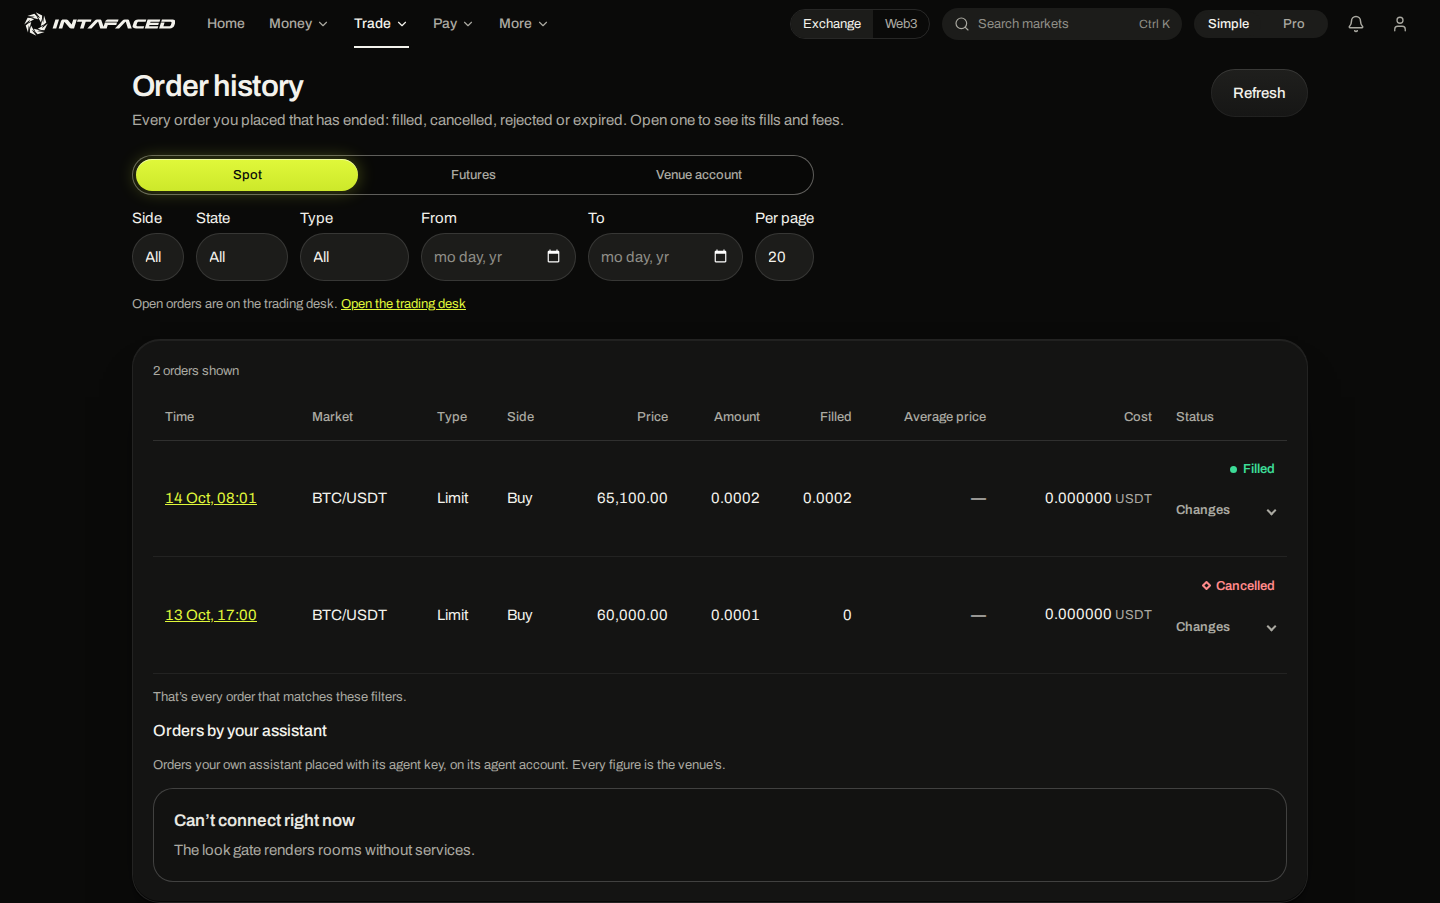 INTAFACED Home Money Trade Pay More Exchange Web3 Search markets Ctrl K Simple Pro
Order history
Refresh
Every order you placed that has ended: filled, cancelled, rejected or expired. Open one to see its fills and fees.
Spot Futures Venue account
Side State Type From To Per page
All All All mo day, yr mo day, yr 20
Open orders are on the trading desk. Open the trading desk
2 orders shown
Time Market Type Side Price Amount Filled Average price Cost Status
Filled
14 Oct, 08:01 BTC/USDT Limit Buy 65,100.00 0.0002 0.0002 — 0.000000 USDT
Changes
Cancelled
13 Oct, 17:00 BTC/USDT Limit Buy 60,000.00 0.0001 0 — 0.000000 USDT
Changes
That’s every order that matches these filters.
Orders by your assistant
Orders your own assistant placed with its agent key, on its agent account. Every figure is the venue’s.
Can’t connect right now
The look gate renders rooms without services.